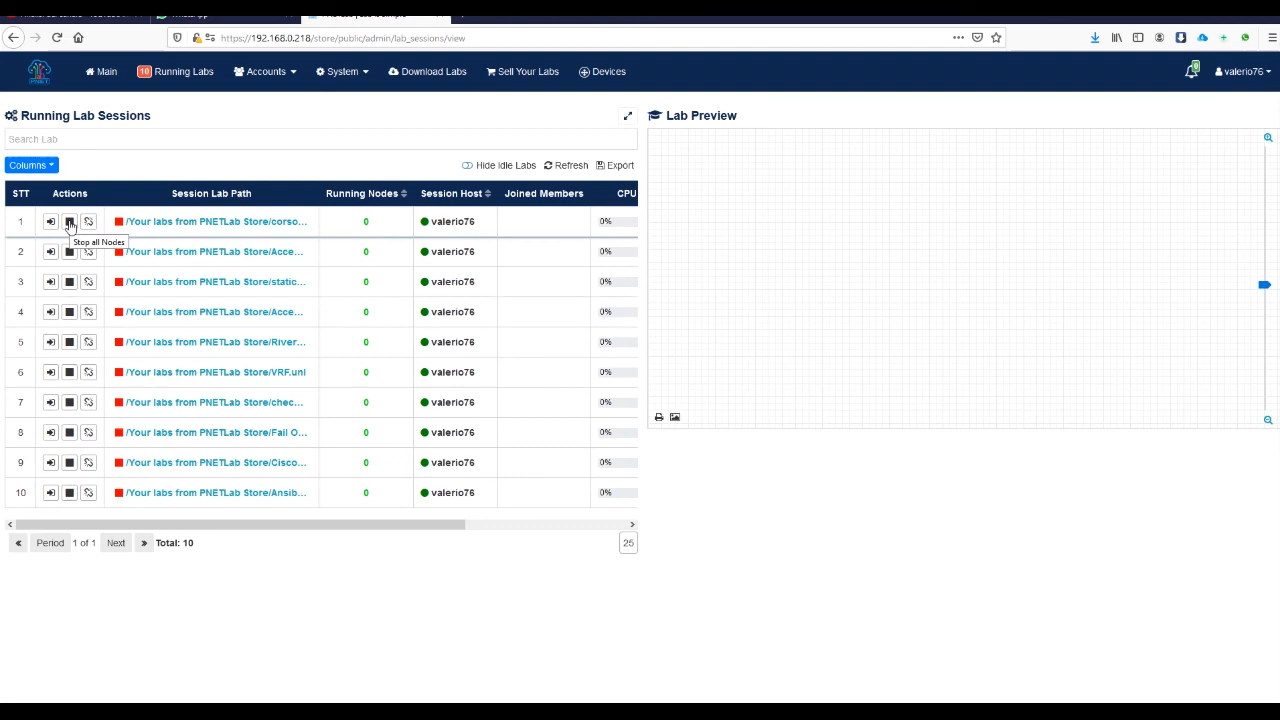 https://192.168.0.218/store/public/admin/lab_sessions/view
PNET
Main
10 Running Labs
Accounts
System
Download Labs
Sell Your Labs
Devices
0
valerio76
Running Lab Sessions
Lab Preview
Search Lab
Columns
Hide Idle Labs
Refresh
Export
STT Actions Session Lab Path Running Nodes Session Host Joined Members CPU
1 /Your labs from PNETLab Store/corso... 0 valerio76 0%
Stop all Nodes
2 /Your labs from PNETLab Store/Acce... 0 valerio76 0%
3 /Your labs from PNETLab Store/static... 0 valerio76 0%
4 /Your labs from PNETLab Store/Acce... 0 valerio76 0%
5 /Your labs from PNETLab Store/River... 0 valerio76 0%
6 /Your labs from PNETLab Store/VRF.unl 0 valerio76 0%
7 /Your labs from PNETLab Store/chec... 0 valerio76 0%
8 /Your labs from PNETLab Store/Fail O... 0 valerio76 0%
9 /Your labs from PNETLab Store/Cisco... 0 valerio76 0%
10 /Your labs from PNETLab Store/Ansib... 0 valerio76 0%
« Period 1 of 1 Next » Total: 10
25